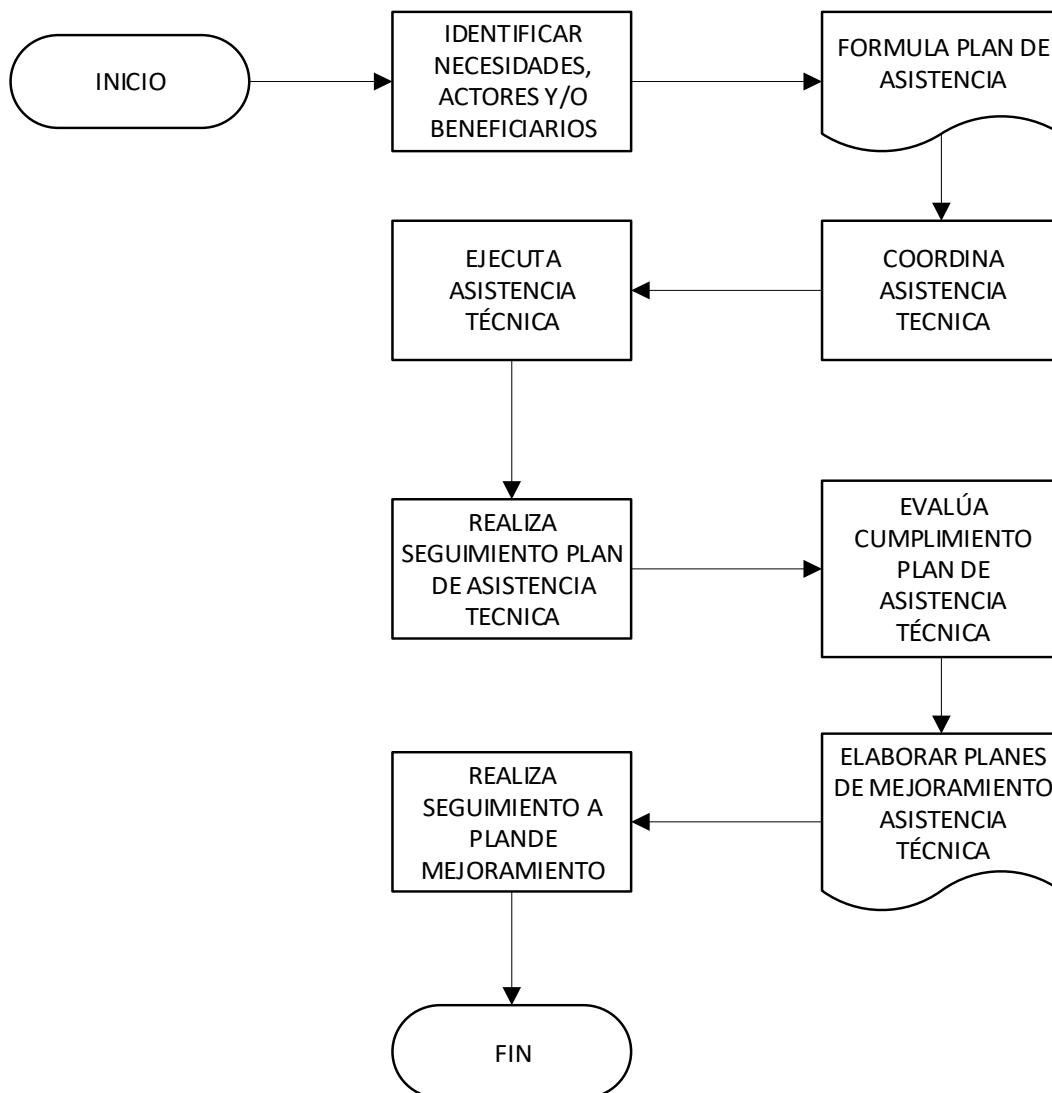 INICIO
IDENTIFICAR
NECESIDADES,
ACTORES Y/O
BENEFICIARIOS
FORMULA PLAN DE
ASISTENCIA
COORDINA
ASISTENCIA
TECNICA
EJECUTA
ASISTENCIA
TÉCNICA
REALIZA
SEGUIMIENTO PLAN
DE ASISTENCIA
TECNICA
EVALÚA
CUMPLIMIENTO
PLAN DE
ASISTENCIA
TÉCNICA
ELABORAR PLANES
DE MEJORAMIENTO
ASISTENCIA
TÉCNICA
REALIZA
SEGUIMIENTO A
PLANDE
MEJORAMIENTO
FIN